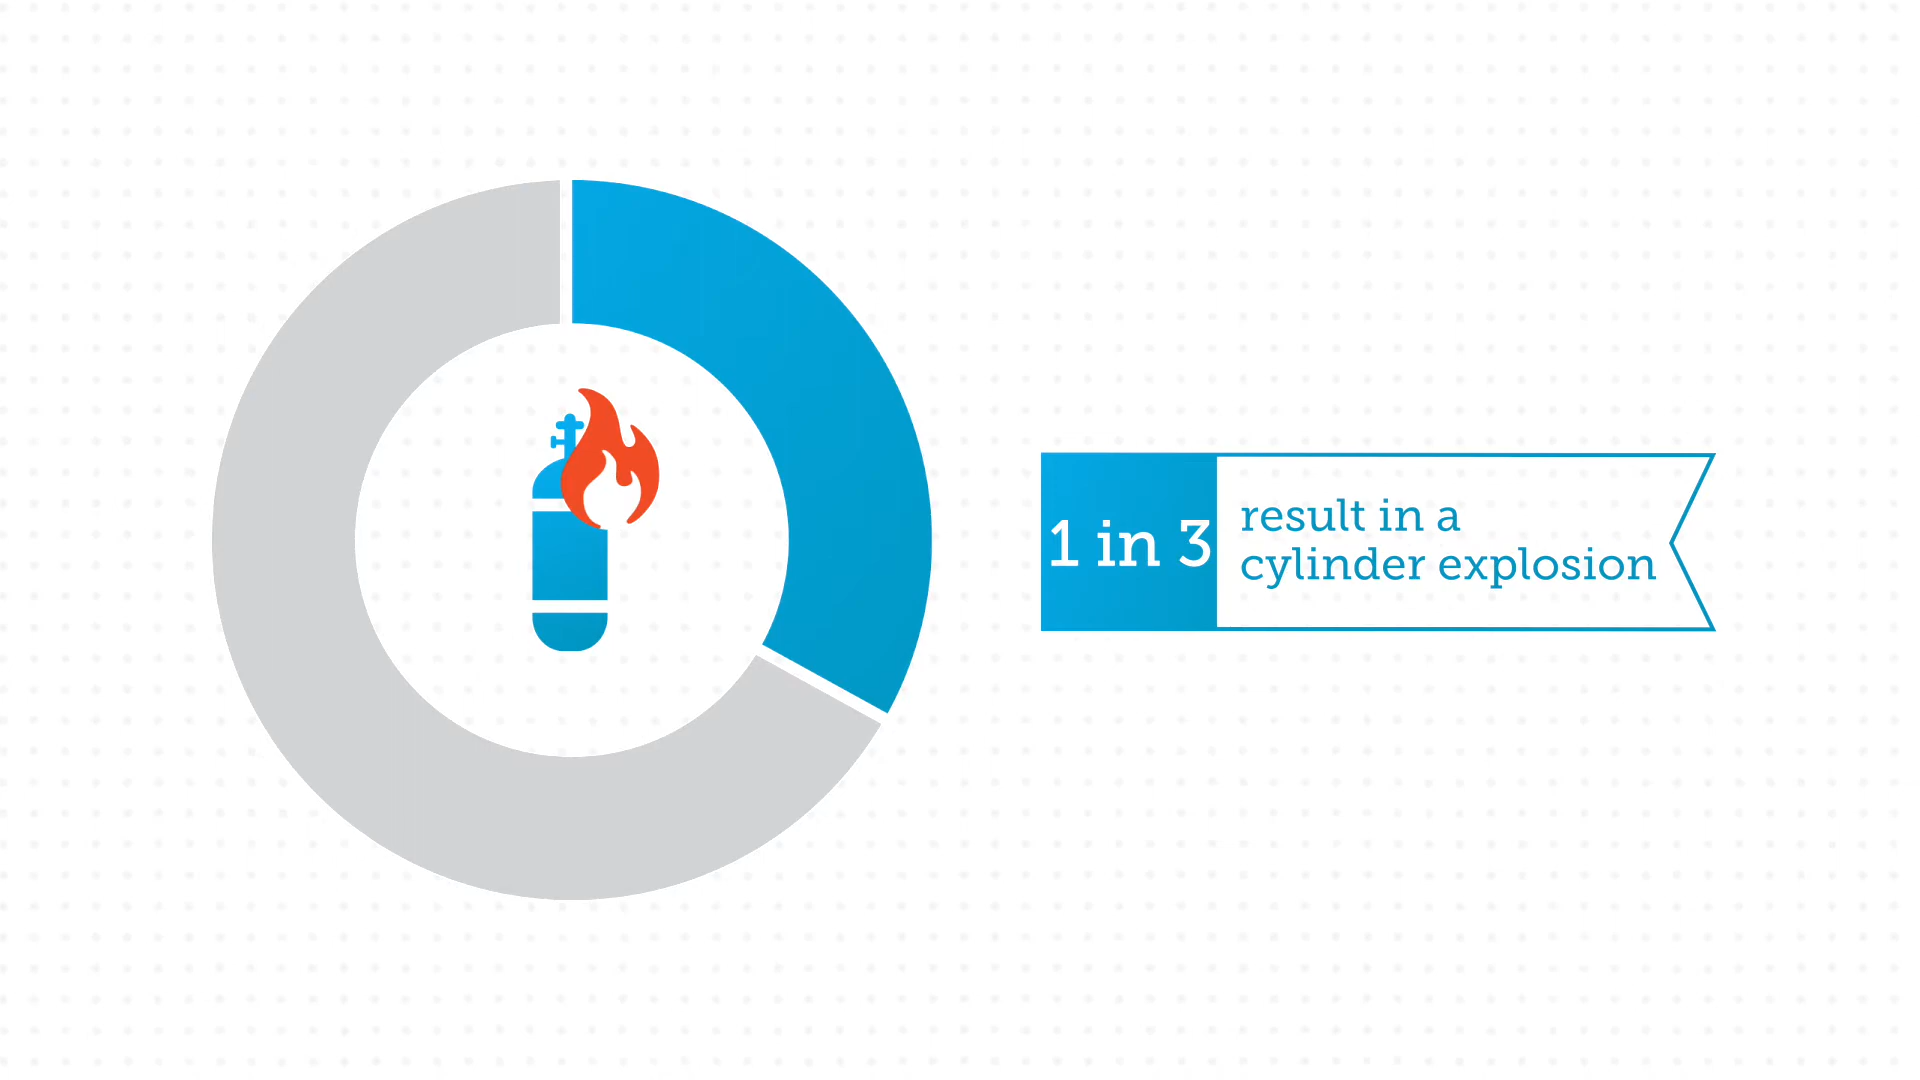 1 in 3
result in a
cylinder explosion